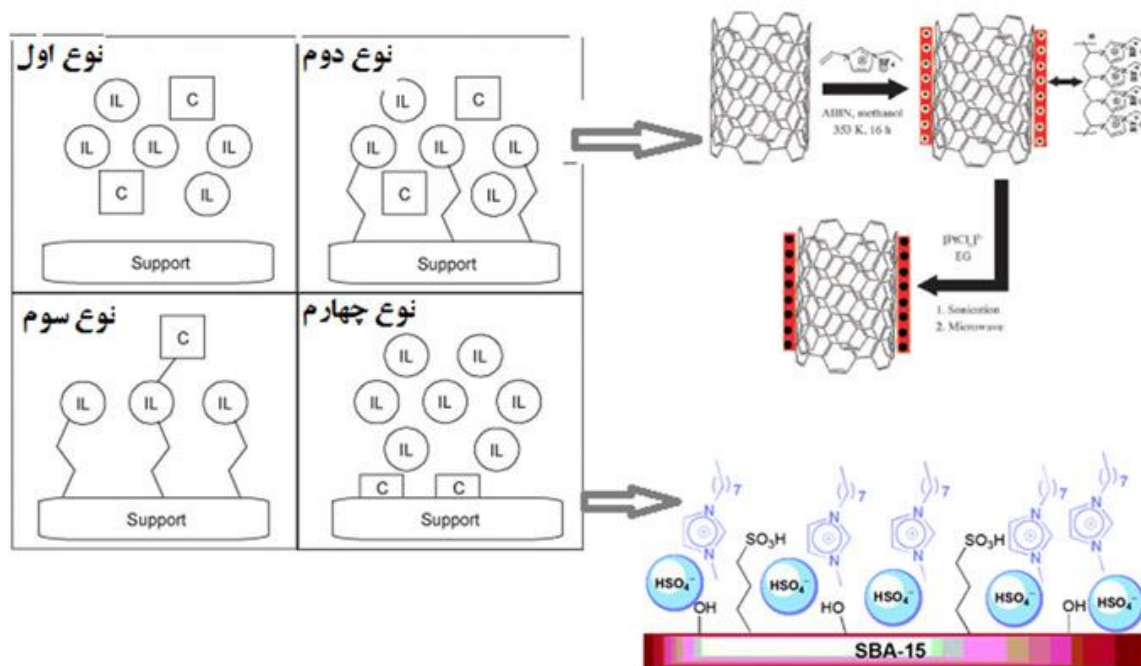 نوع اول
IL
C
IL
IL
IL
C
IL
Support
نوع دوم
IL
C
IL
IL
IL
C
IL
Support
نوع سوم
C
IL
IL
IL
Support
نوع چهارم
IL
IL
IL
IL
IL
IL
IL
IL
C
C
Support
AIBN, methanol
353 K, 16 h
EG
1. Sonication
2. Microwave
7
7
7
7
N
N
N
N
N
N
N
N
N
N
SO₃H
SO₃H
HSO₄⁻
HSO₄⁻
HSO₄⁻
HSO₄⁻
HSO₄⁻
OH
HO
OH
SBA-15